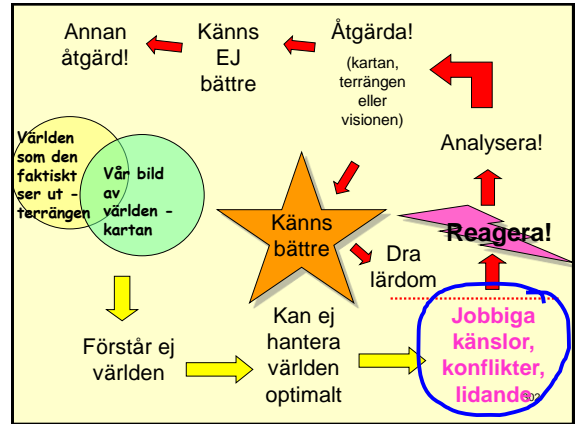 Annan
åtgärd!
Känns
EJ
bättre
Åtgärda!
(kartan,
terrängen
eller
visionen)
Analysera!
Världen
som den
faktiskt
ser ut -
terrängen
Vår bild
av
världen -
kartan
Känns
bättre
Reagera!
Dra
lärdom
Förstår ej
världen
Kan ej
hantera
världen
optimalt
Jobbiga
känslor,
konflikter,
lidande